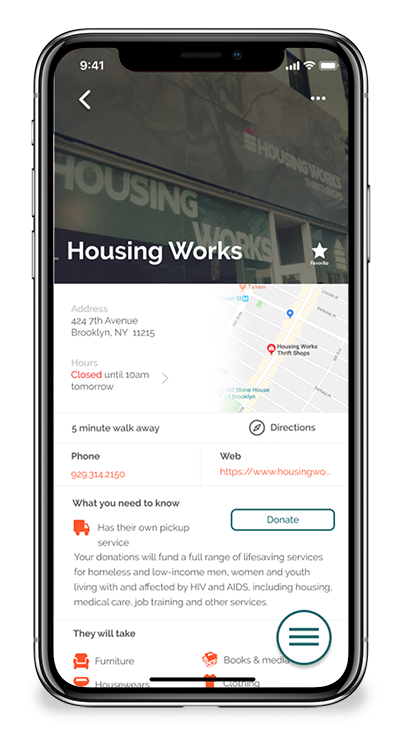 9:41
HOUSING WORKS
THRIFT SHOPS
HOUSING
WORKS
Housing Works
Favorite
Address
424 7th Avenue
Brooklyn, NY 11215
Hours
Closed until 10am
tomorrow
Housing Works
Thrift Shops
Old Stone House
of Brooklyn
5 minute walk away
Directions
Phone
Web
929.314.2150
https://www.housingwo...
What you need to know
Donate
Has their own pickup
service
Your donations will fund a full range of lifesaving services
for homeless and low-income men, women and youth
living with and affected by HIV and AIDS, including housing,
medical care, job training and other services.
They will take
Furniture
Books & media
Housewares
Clothing